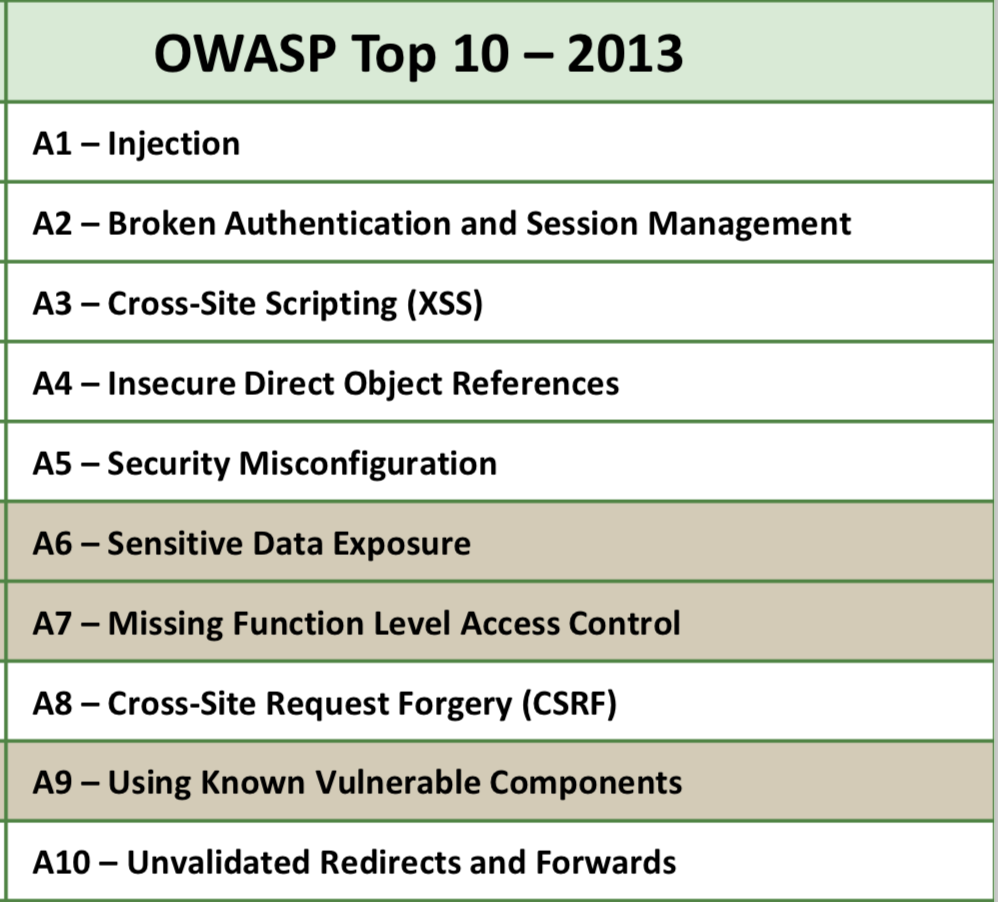 OWASP Top 10 – 2013
A1 – Injection
A2 – Broken Authentication and Session Management
A3 – Cross-Site Scripting (XSS)
A4 – Insecure Direct Object References
A5 – Security Misconfiguration
A6 – Sensitive Data Exposure
A7 – Missing Function Level Access Control
A8 – Cross-Site Request Forgery (CSRF)
A9 – Using Known Vulnerable Components
A10 – Unvalidated Redirects and Forwards